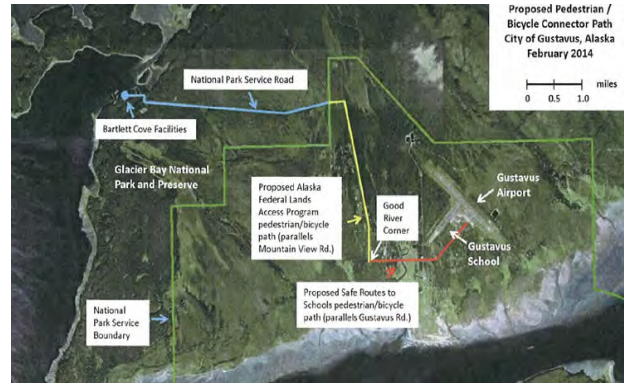 Proposed Pedestrian /
Bicycle Connector Path
City of Gustavus, Alaska
February 2014
miles
0 0.5 1.0
National Park Service Road
Bartlett Cove Facilities
Glacier Bay National
Park and Preserve
Proposed Alaska
Federal Lands
Access Program
pedestrian/bicycle
path (parallels
Mountain View Rd.)
Good
River
Corner
Gustavus
Airport
Gustavus
School
Proposed Safe Routes to
Schools pedestrian/bicycle
path (parallels Gustavus Rd.)
National
Park Service
Boundary